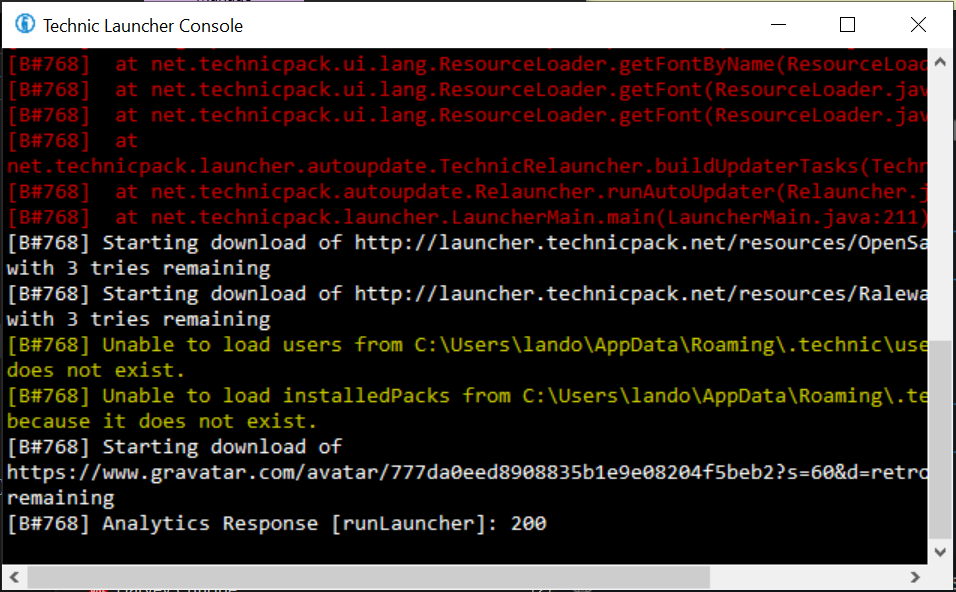 Technic Launcher Console
[B#768]  at net.technicpack.ui.lang.ResourceLoader.getFontByName(ResourceLoad
[B#768]  at net.technicpack.ui.lang.ResourceLoader.getFont(ResourceLoader.jav
[B#768]  at net.technicpack.ui.lang.ResourceLoader.getFont(ResourceLoader.jav
[B#768]  at
net.technicpack.launcher.autoupdate.TechnicRelauncher.buildUpdaterTasks(Techn
[B#768]  at net.technicpack.autoupdate.Relauncher.runAutoUpdater(Relauncher.j
[B#768]  at net.technicpack.launcher.LauncherMain.main(LauncherMain.java:211)
[B#768] Starting download of http://launcher.technicpack.net/resources/OpenSa
with 3 tries remaining
[B#768] Starting download of http://launcher.technicpack.net/resources/Ralewa
with 3 tries remaining
[B#768] Unable to load users from C:\Users\lando\AppData\Roaming\.technic\use
does not exist.
[B#768] Unable to load installedPacks from C:\Users\lando\AppData\Roaming\.te
because it does not exist.
[B#768] Starting download of
https://www.gravatar.com/avatar/777da0eed8908835b1e9e08204f5beb2?s=60&d=retro
remaining
[B#768] Analytics Response [runLauncher]: 200